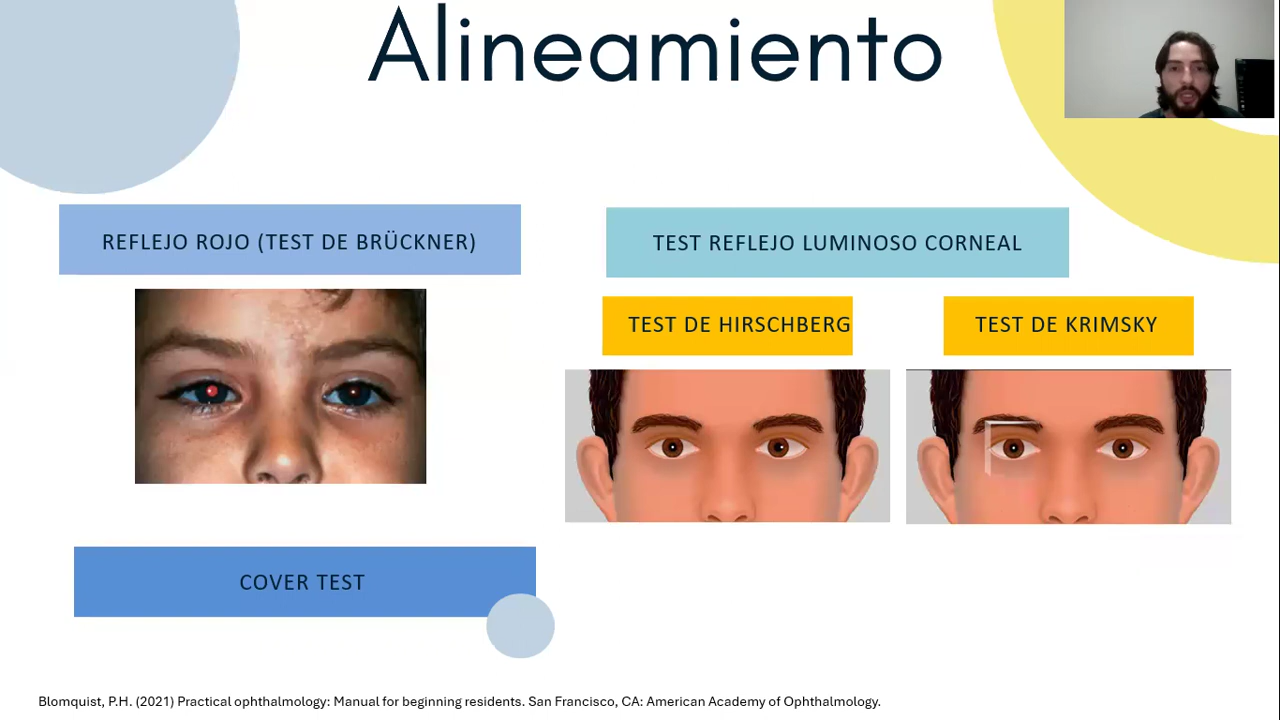 Alineamiento
REFLEJO ROJO (TEST DE BRÜCKNER)
TEST REFLEJO LUMINOSO CORNEAL
TEST DE HIRSCHBERG
TEST DE KRIMSKY
COVER TEST
Blomquist, P.H. (2021) Practical ophthalmology: Manual for beginning residents. San Francisco, CA: American Academy of Ophthalmology.